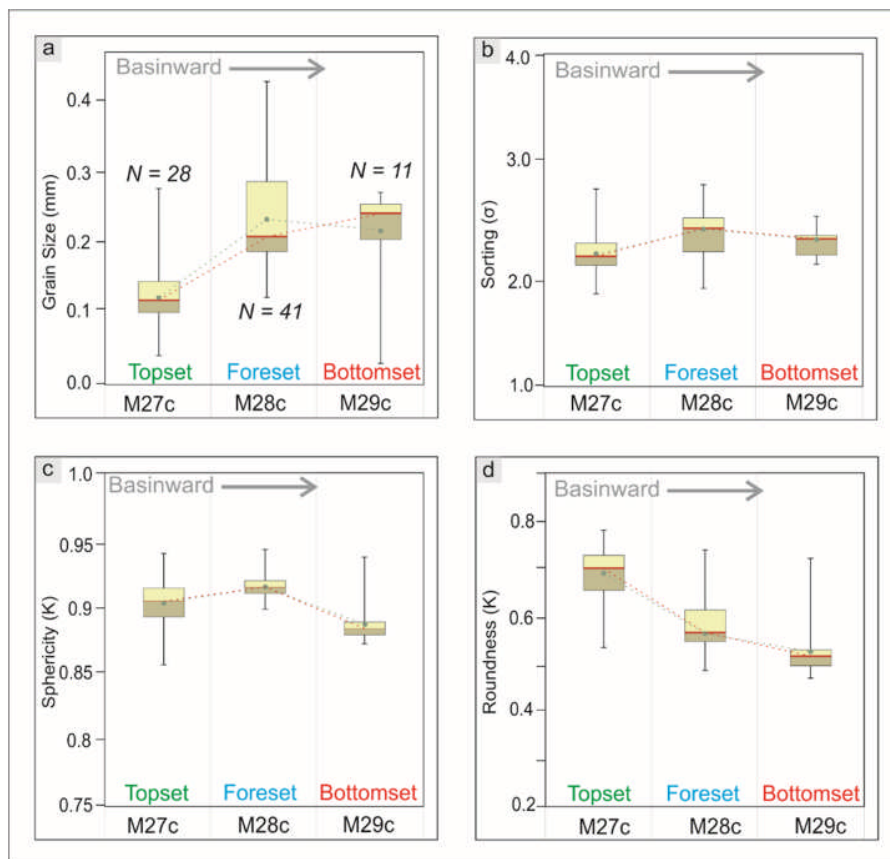 a
Basinward
Grain Size (mm)
0.4
0.3
0.2
0.1
0.0
N = 28
N = 41
N = 11
Topset
Foreset
Bottomset
M27c
M28c
M29c
b
Basinward
Sorting (σ)
4.0
3.0
2.0
1.0
Topset
Foreset
Bottomset
M27c
M28c
M29c
c
Basinward
Sphericity (K)
1.0
0.95
0.9
0.85
0.8
0.75
Topset
Foreset
Bottomset
M27c
M28c
M29c
d
Basinward
Roundness (K)
0.8
0.6
0.4
0.2
Topset
Foreset
Bottomset
M27c
M28c
M29c